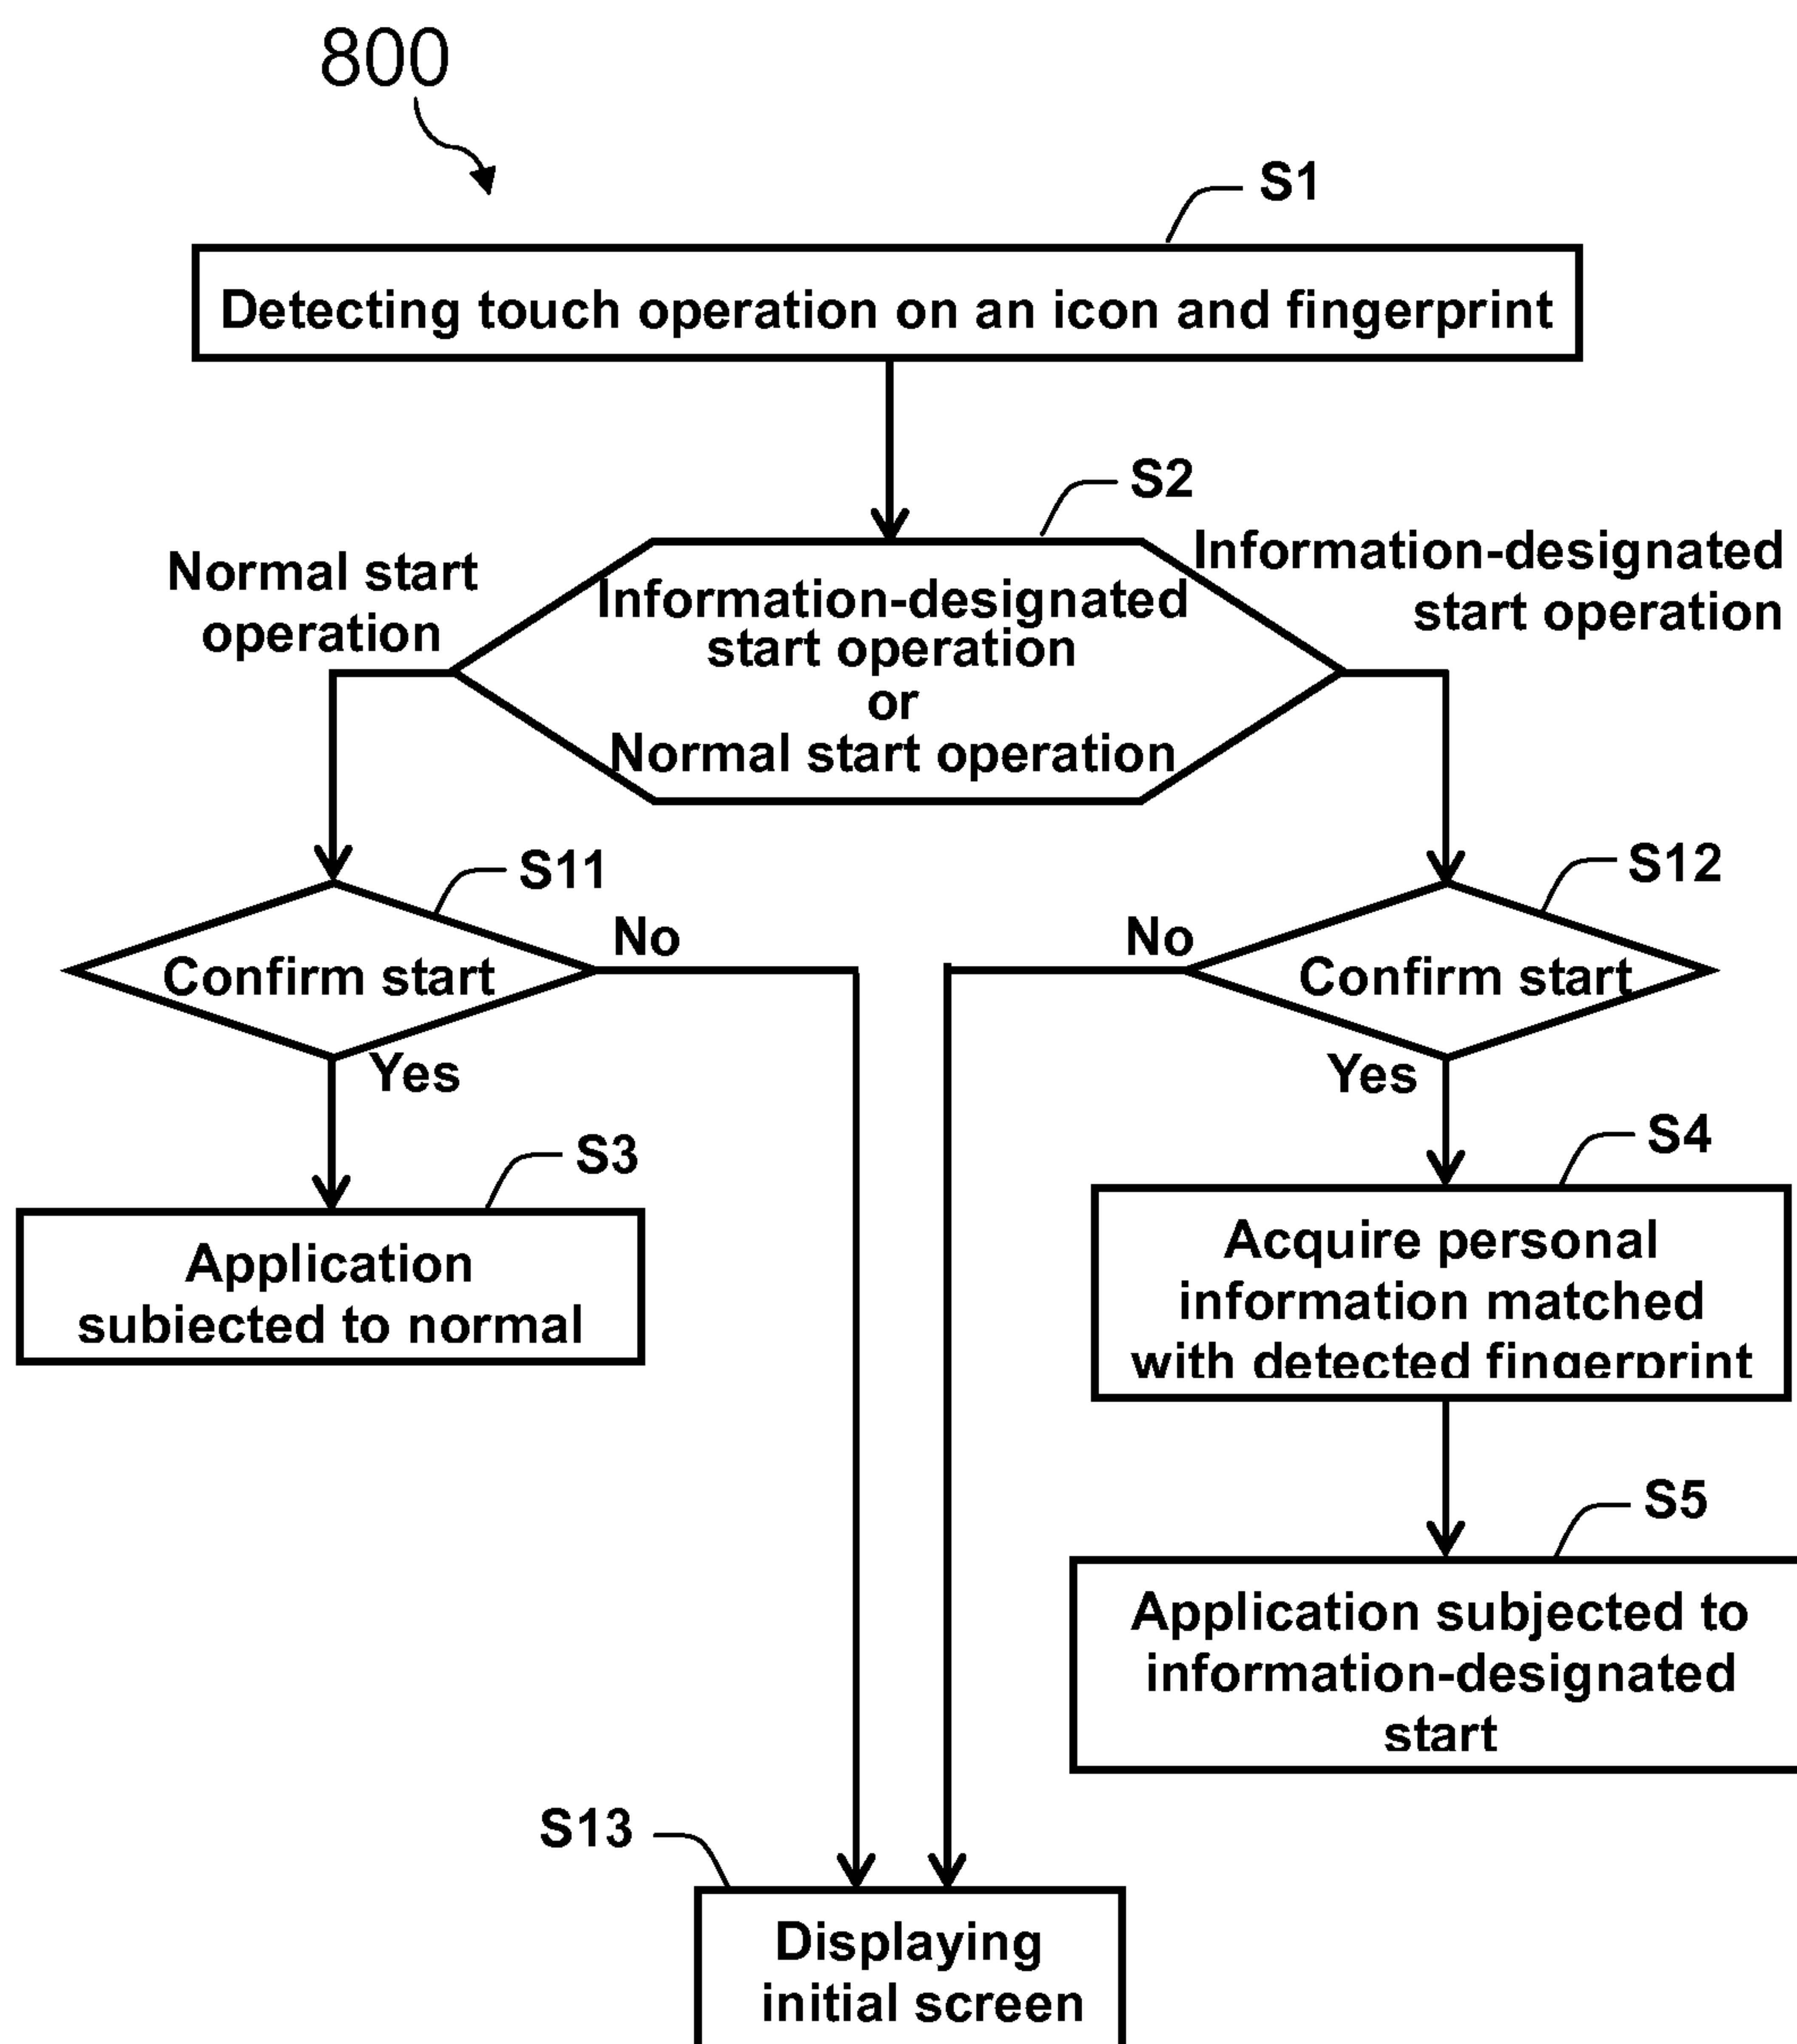 800
S1
Detecting touch operation on an icon and fingerprint
S2
Normal start
operation
Information-designated
start operation
or
Normal start operation
Information-designated
start operation
S11
Confirm start
No
Yes
S12
Confirm start
No
Yes
S3
Application
subjected to normal
S4
Acquire personal
information matched
with detected fingerprint
S5
Application subjected to
information-designated
start
S13
Displaying
initial screen